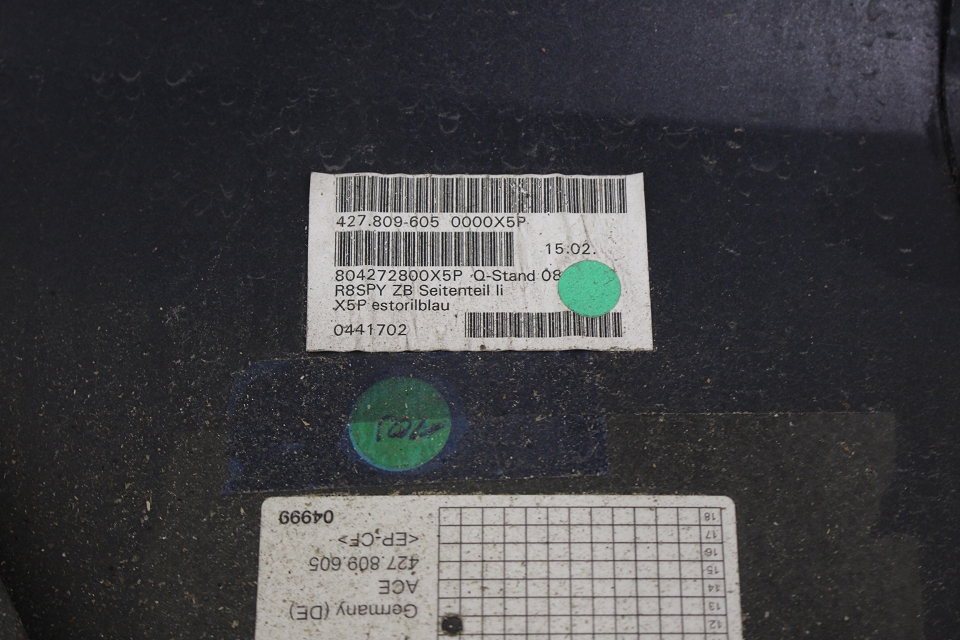 427.809-605 0000X5P
15.02.
804272800X5P Q-Stand 08
R8SPY ZB Seitenteil li
X5P estorilblau
0441702
Germany (DE)
ACE
427.809.605
<EP-CF>
04999
12
13
14
15
16
17
18